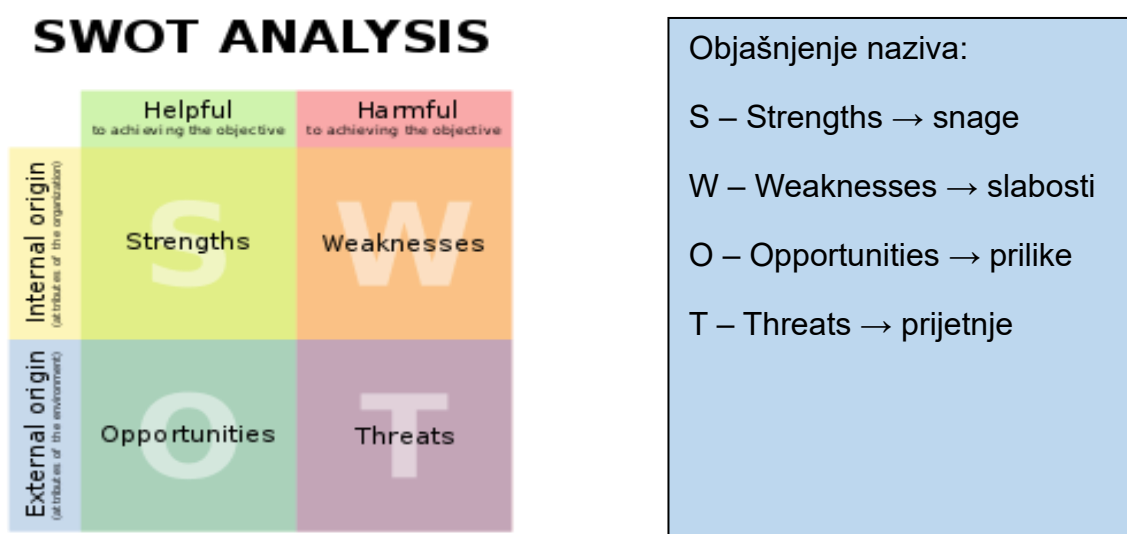 SWOT ANALYSIS
Helpful
to achieving the objective
Harmful
to achieving the objective
Internal origin
(attributes of the organization)
S
Strengths
W
Weaknesses
External origin
(attributes of the environment)
O
Opportunities
T
Threats
Objašnjenje naziva:
S – Strengths → snage
W – Weaknesses → slabosti
O – Opportunities → prilike
T – Threats → prijetnje